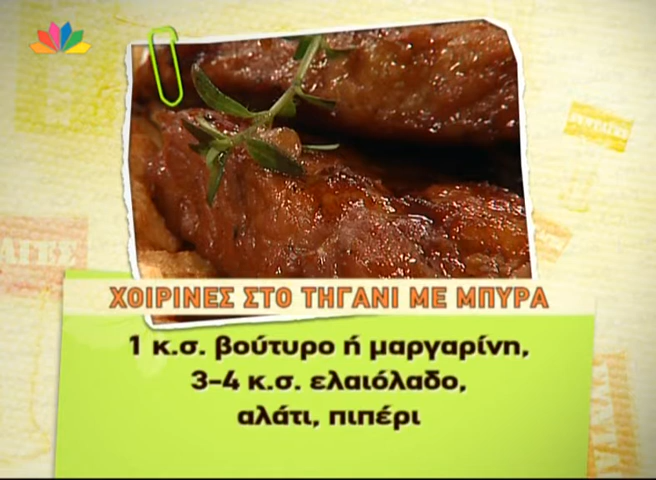 ΧΟΙΡΙΝΕΣ ΣΤΟ ΤΗΓΑΝΙ ΜΕ ΜΠΥΡΑ
1 κ.σ. βούτυρο ή μαργαρίνη,
3-4 κ.σ. ελαιόλαδο,
αλάτι, πιπέρι